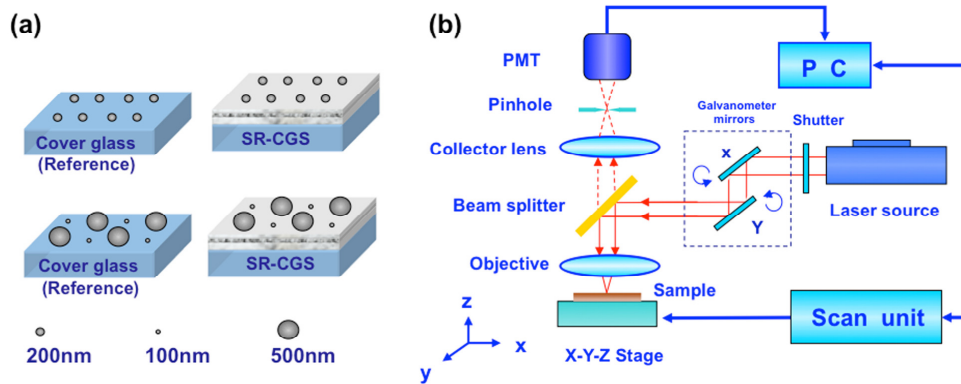 (a)
Cover glass
(Reference)
SR-CGS
Cover glass
(Reference)
SR-CGS
200nm
100nm
500nm
(b)
PMT
P C
Pinhole
Galvanometer
mirrors
Shutter
Collector lens
x
Beam splitter
Y
Laser source
Objective
Sample
z
x
y
X-Y-Z Stage
Scan unit